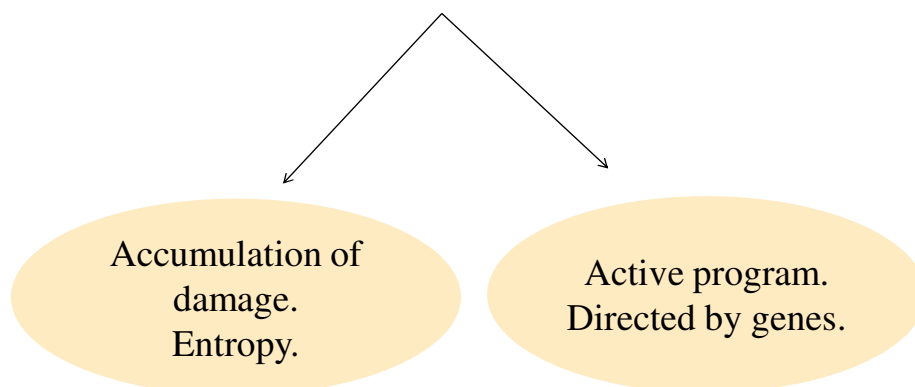 Accumulation of
damage.
Entropy.
Active program.
Directed by genes.